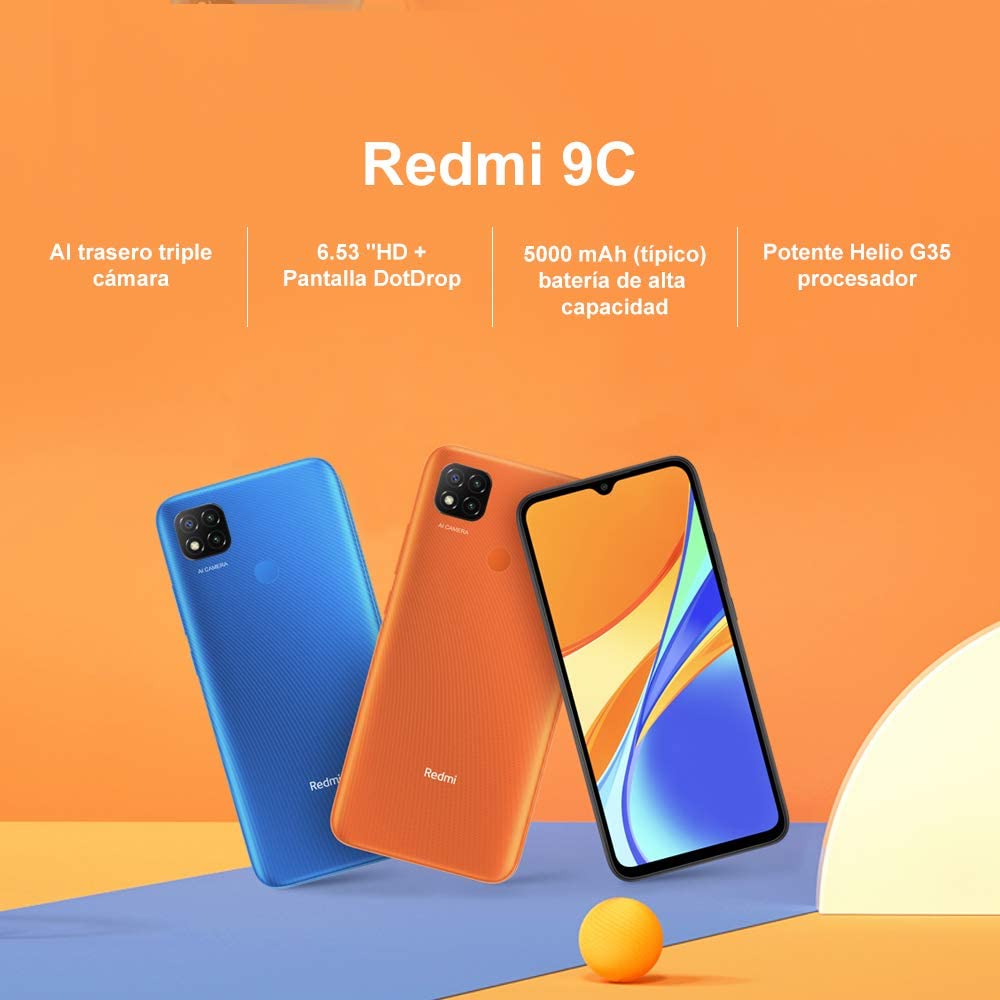 Redmi 9C
Al trasero triple
cámara
6.53 "HD +
Pantalla DotDrop
5000 mAh (típico)
batería de alta
capacidad
Potente Helio G35
procesador
AI CAMERA
Redmi
AI CAMERA
Redmi